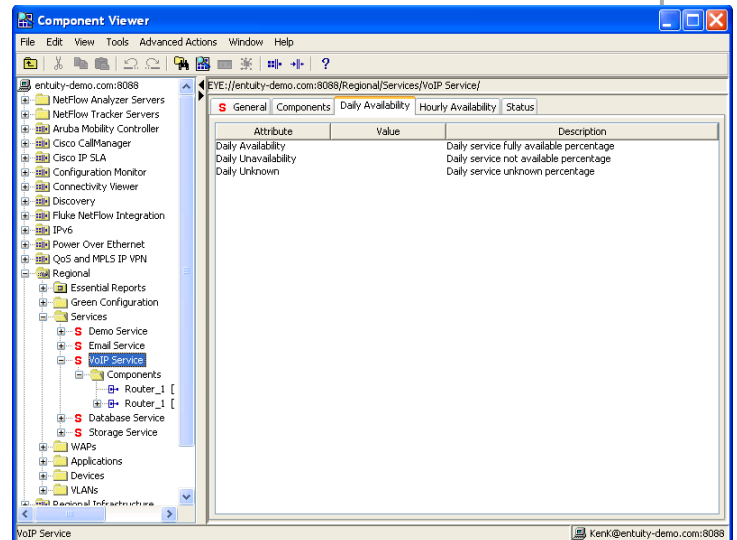 Component Viewer
File Edit View Tools Advanced Actions Window Help
?
entuity-demo.com:8088
NetFlow Analyzer Servers
NetFlow Tracker Servers
Aruba Mobility Controller
Cisco CallManager
Cisco IP SLA
Configuration Monitor
Connectivity Viewer
Discovery
Fluke NetFlow Integration
IPv6
Power Over Ethernet
QoS and MPLS IP VPN
Regional
Essential Reports
Green Configuration
Services
S Demo Service
S Email Service
S VoIP Service
Components
Router_1 [
Router_1 [
S Database Service
S Storage Service
WAPs
Applications
Devices
VLANs
Regional Infrastructure
EYE://entuity-demo.com:8088/Regional/Services/VoIP Service/
S General Components Daily Availability Hourly Availability Status
Attribute Value Description
Daily Availability Daily service fully available percentage
Daily Unavailability Daily service not available percentage
Daily Unknown Daily service unknown percentage
VoIP Service KenK@entuity-demo.com:8088